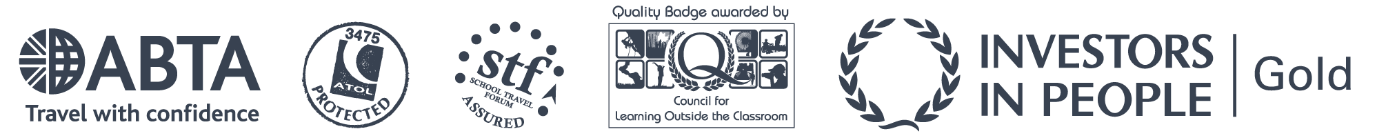 ABTA
Travel with confidence
3475
ATOL
PROTECTED
stf
SCHOOL TRAVEL
FORUM
ASSURED
Quality Badge awarded by
Q
Council for
Learning Outside the Classroom
INVESTORS
IN PEOPLE
Gold